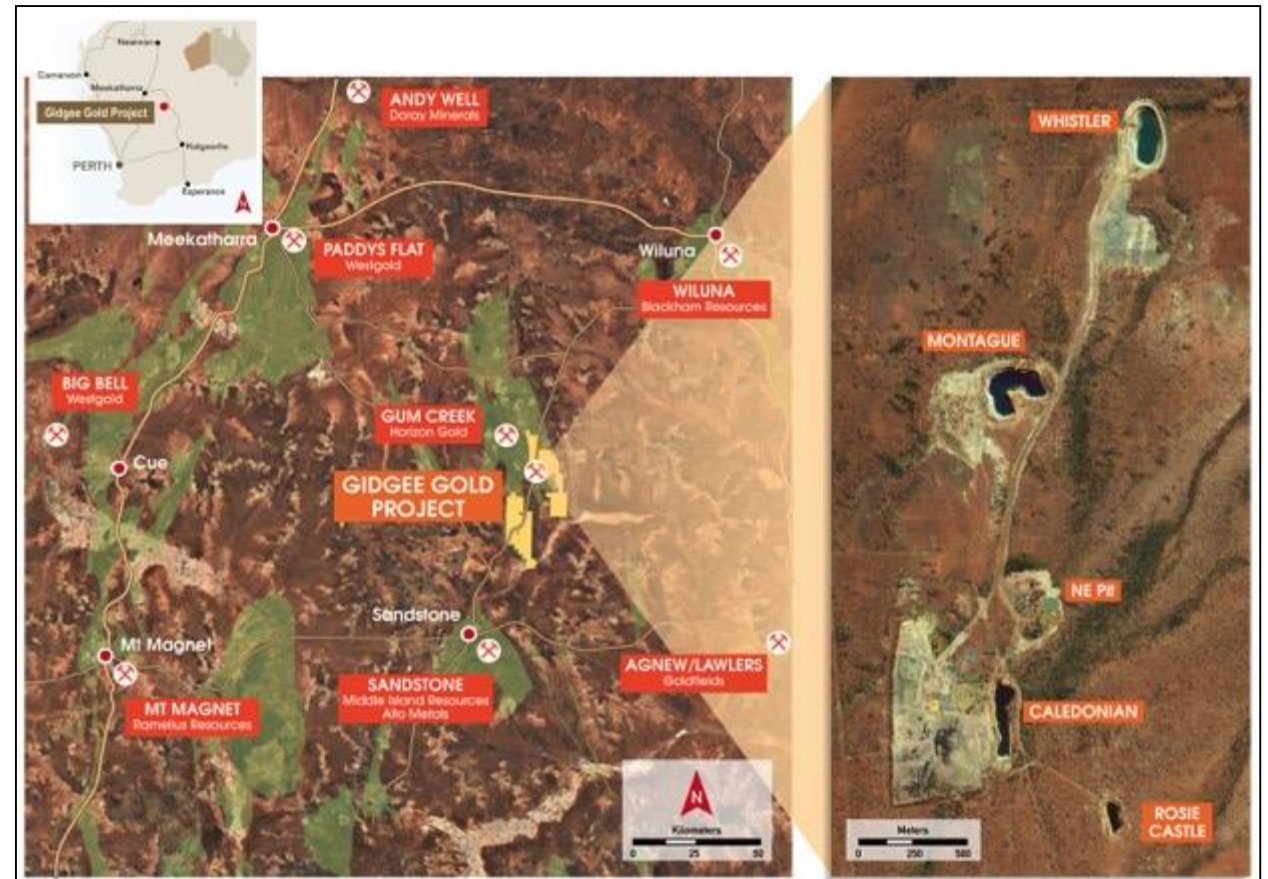 Newman
Carnarvon
Meekatharra
Gidgee Gold Project
PERTH
Kalgoorlie
Esperance
N
ANDY WELL
Doray Minerals
Meekatharra
PADDYS FLAT
Westgold
Wiluna
WILUNA
Blackham Resources
BIG BELL
Westgold
GUM CREEK
Horizon Gold
Cue
GIDGEE GOLD
PROJECT
Sandstone
Mt Magnet
MT MAGNET
Ramelius Resources
SANDSTONE
Middle Island Resources
Alto Metals
AGNEW/LAWLERS
Goldfields
N
Kilometers
0 25 50
WHISTLER
MONTAGUE
NE Pit
CALEDONIAN
ROSIE
CASTLE
Meters
0 250 500